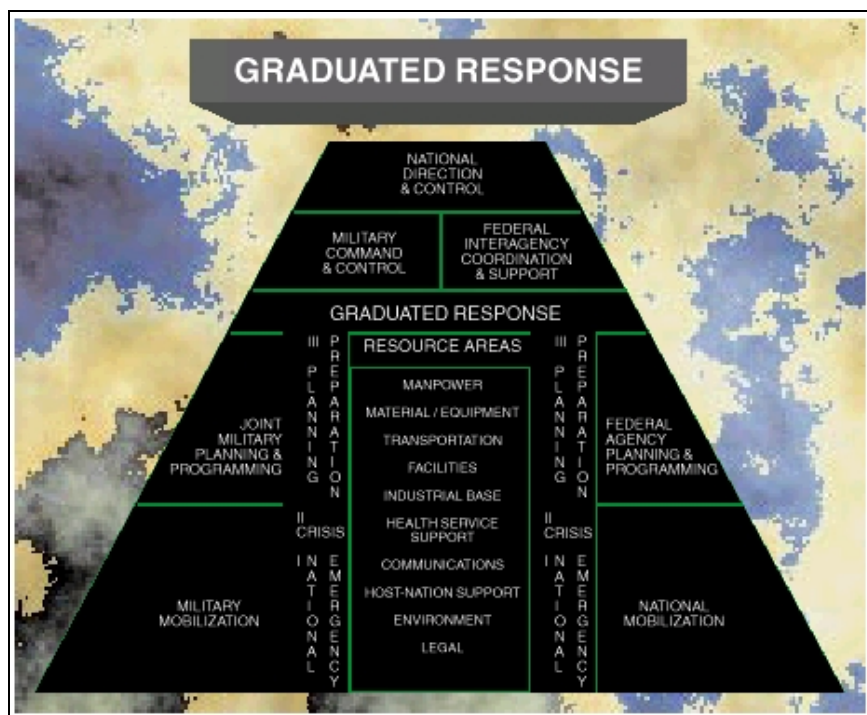 GRADUATED RESPONSE
NATIONAL
DIRECTION
& CONTROL
MILITARY
COMMAND
& CONTROL
FEDERAL
INTERAGENCY
COORDINATION
& SUPPORT
GRADUATED RESPONSE
III PLANNING
PREPARATION
RESOURCE AREAS
III PLANNING
PREPARATION
JOINT
MILITARY
PLANNING &
PROGRAMMING
MANPOWER
MATERIAL / EQUIPMENT
TRANSPORTATION
FACILITIES
INDUSTRIAL BASE
HEALTH SERVICE
SUPPORT
COMMUNICATIONS
HOST-NATION SUPPORT
ENVIRONMENT
LEGAL
FEDERAL
AGENCY
PLANNING &
PROGRAMMING
II
CRISIS
II
CRISIS
MILITARY
MOBILIZATION
I NATIONAL
EMERGENCY
I NATIONAL
EMERGENCY
NATIONAL
MOBILIZATION